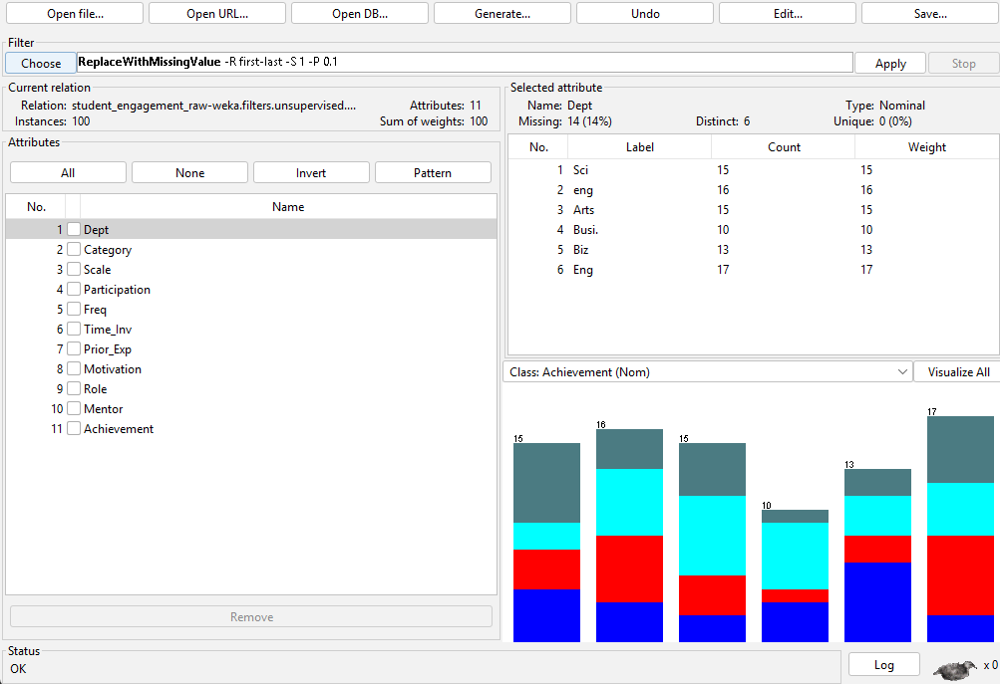 Open file... Open URL... Open DB... Generate... Undo Edit... Save...
Filter
Choose ReplaceWithMissingValue -R first-last -S 1 -P 0.1 Apply Stop
Current relation
Relation: student_engagement_raw-weka.filters.unsupervised.... Attributes: 11
Instances: 100 Sum of weights: 100
Attributes
All None Invert Pattern
No. Name
1 Dept
2 Category
3 Scale
4 Participation
5 Freq
6 Time_Inv
7 Prior_Exp
8 Motivation
9 Role
10 Mentor
11 Achievement
Remove
Selected attribute
Name: Dept Type: Nominal
Missing: 14 (14%) Distinct: 6 Unique: 0 (0%)
No. Label Count Weight
1 Sci 15 15
2 eng 16 16
3 Arts 15 15
4 Busi. 10 10
5 Biz 13 13
6 Eng 17 17
Class: Achievement (Nom) Visualize All
15 16 15 10 13 17
Status
OK
Log x 0